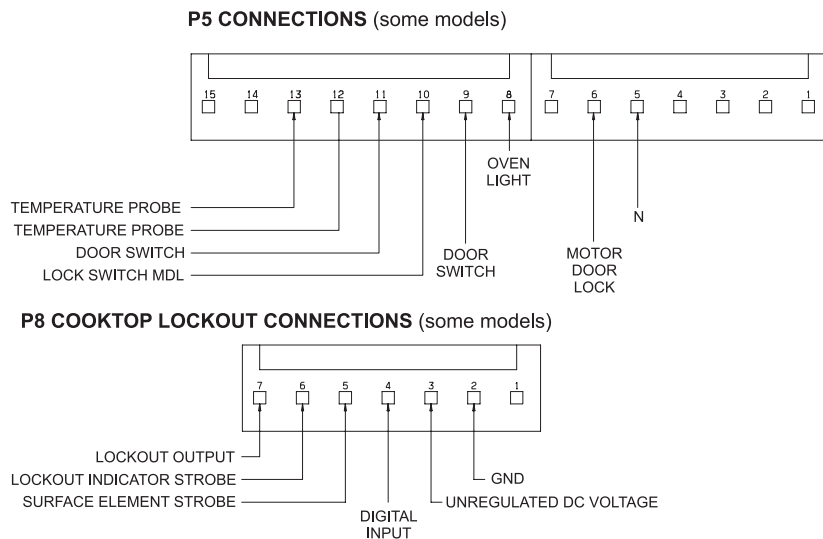 P5 CONNECTIONS (some models)
15 14 13 12 11 10 9 8 7 6 5 4 3 2 1
OVEN
LIGHT
TEMPERATURE PROBE
TEMPERATURE PROBE
DOOR SWITCH
LOCK SWITCH MDL
DOOR
SWITCH
MOTOR
DOOR
LOCK
N
P8 COOKTOP LOCKOUT CONNECTIONS (some models)
7 6 5 4 3 2 1
LOCKOUT OUTPUT
LOCKOUT INDICATOR STROBE
SURFACE ELEMENT STROBE
DIGITAL
INPUT
GND
UNREGULATED DC VOLTAGE